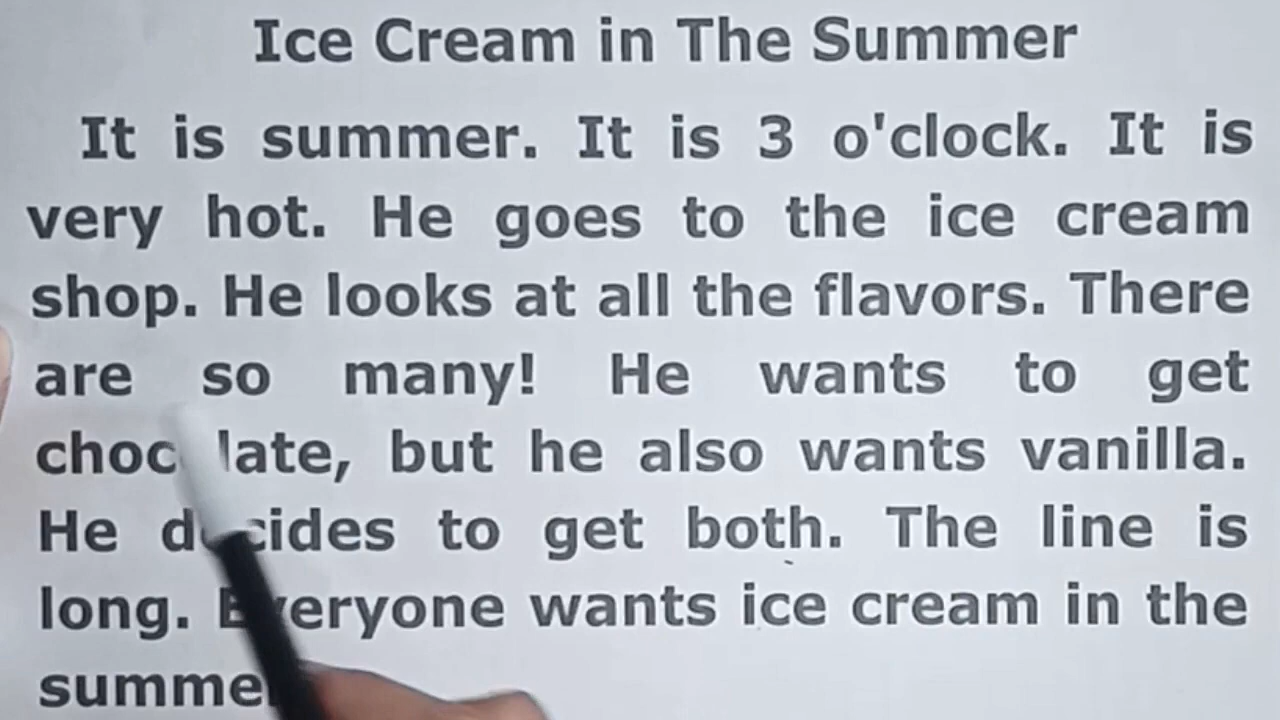 Ice Cream in The Summer
It is summer. It is 3 o'clock. It is
very hot. He goes to the ice cream
shop. He looks at all the flavors. There
are so many! He wants to get
chocolate, but he also wants vanilla.
He decides to get both. The line is
long. Everyone wants ice cream in the
summer